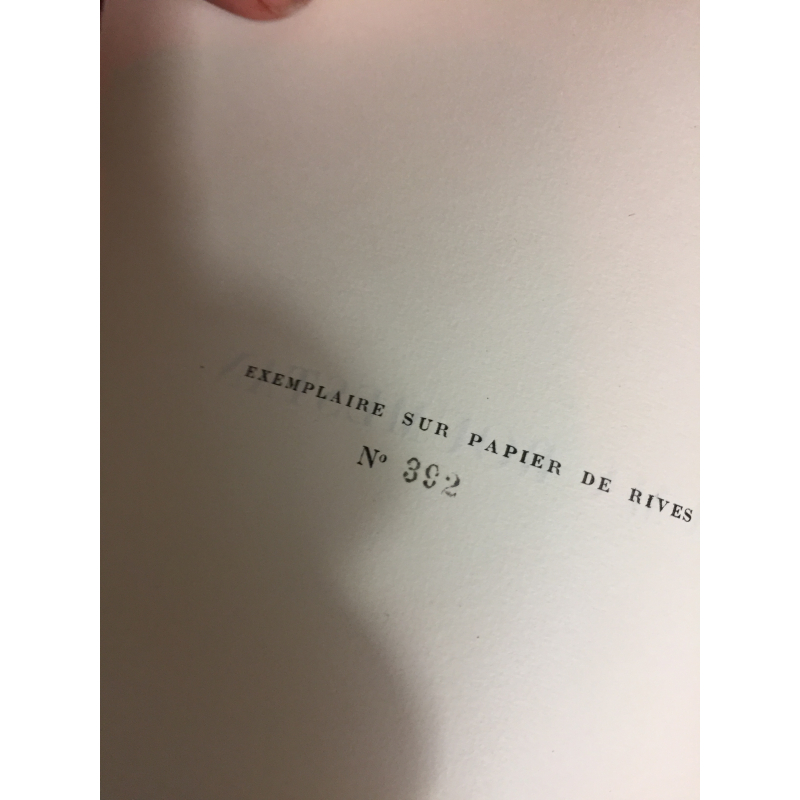 EXEMPLAIRE SUR PAPIER DE RIVES
Nº 392